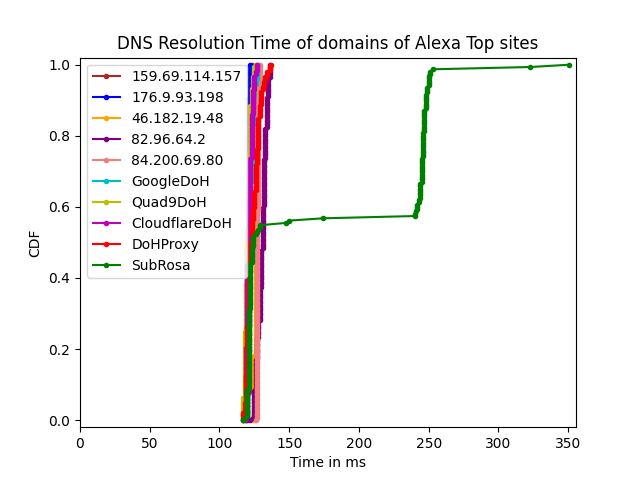 DNS Resolution Time of domains of Alexa Top sites
1.0
0.8
0.6
0.4
0.2
0.0
CDF
159.69.114.157
176.9.93.198
46.182.19.48
82.96.64.2
84.200.69.80
GoogleDoH
Quad9DoH
CloudflareDoH
DoHProxy
SubRosa
0 50 100 150 200 250 300 350
Time in ms